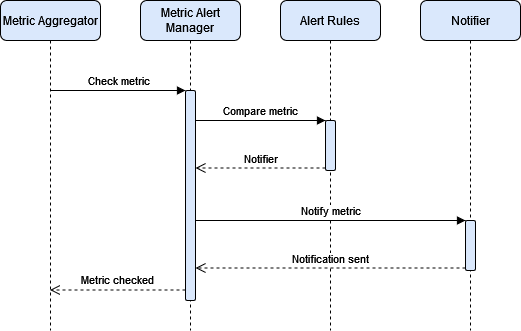 Metric Aggregator
Metric Alert
Manager
Alert Rules
Notifier
Check metric
Compare metric
Notifier
Notify metric
Notification sent
Metric checked